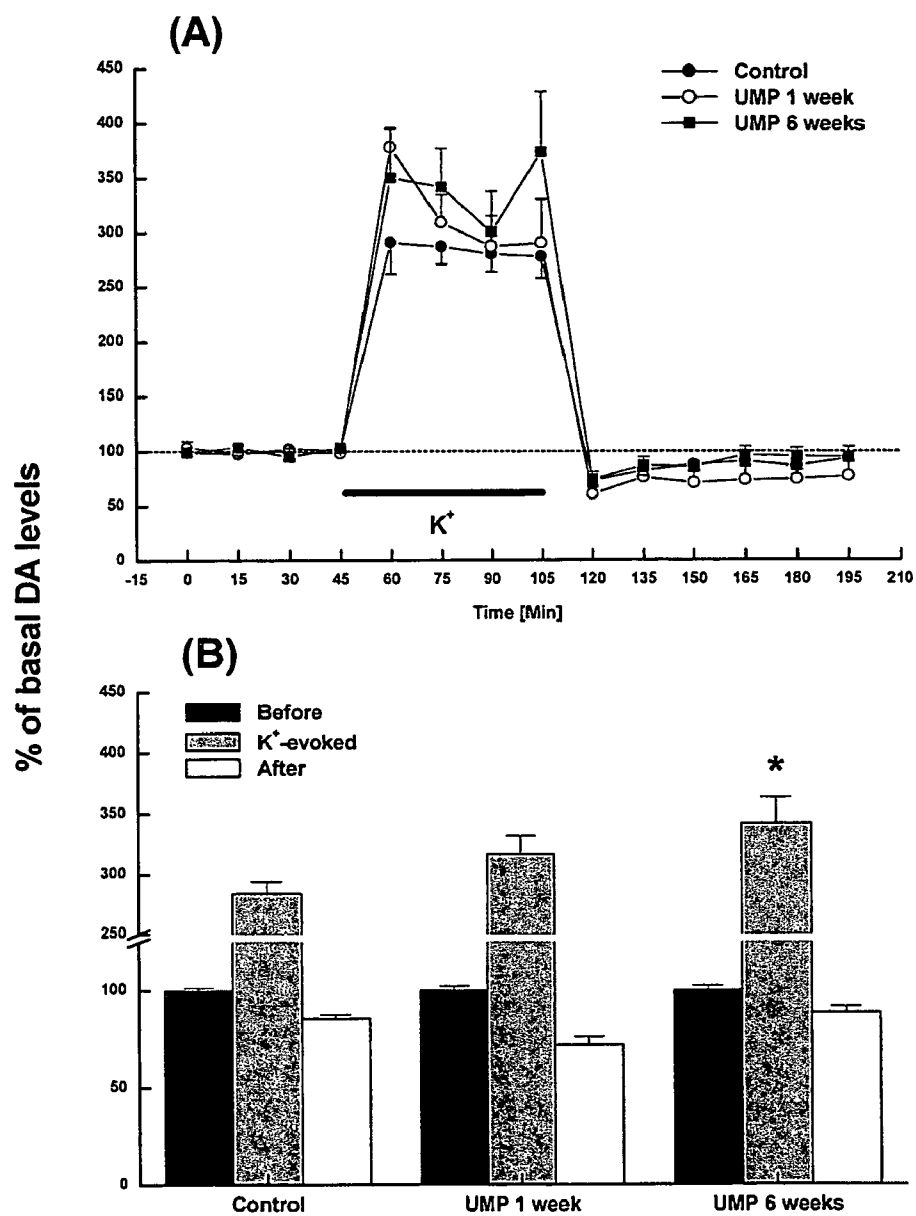 (A)
450
400
350
300
250
200
150
100
50
0
Control
UMP 1 week
UMP 6 weeks
K+
-15 0 15 30 45 60 75 90 105 120 135 150 165 180 195 210
Time [Min]
% of basal DA levels
(B)
450
400
350
300
250
100
50
0
Before
K+-evoked
After
*
Control UMP 1 week UMP 6 weeks